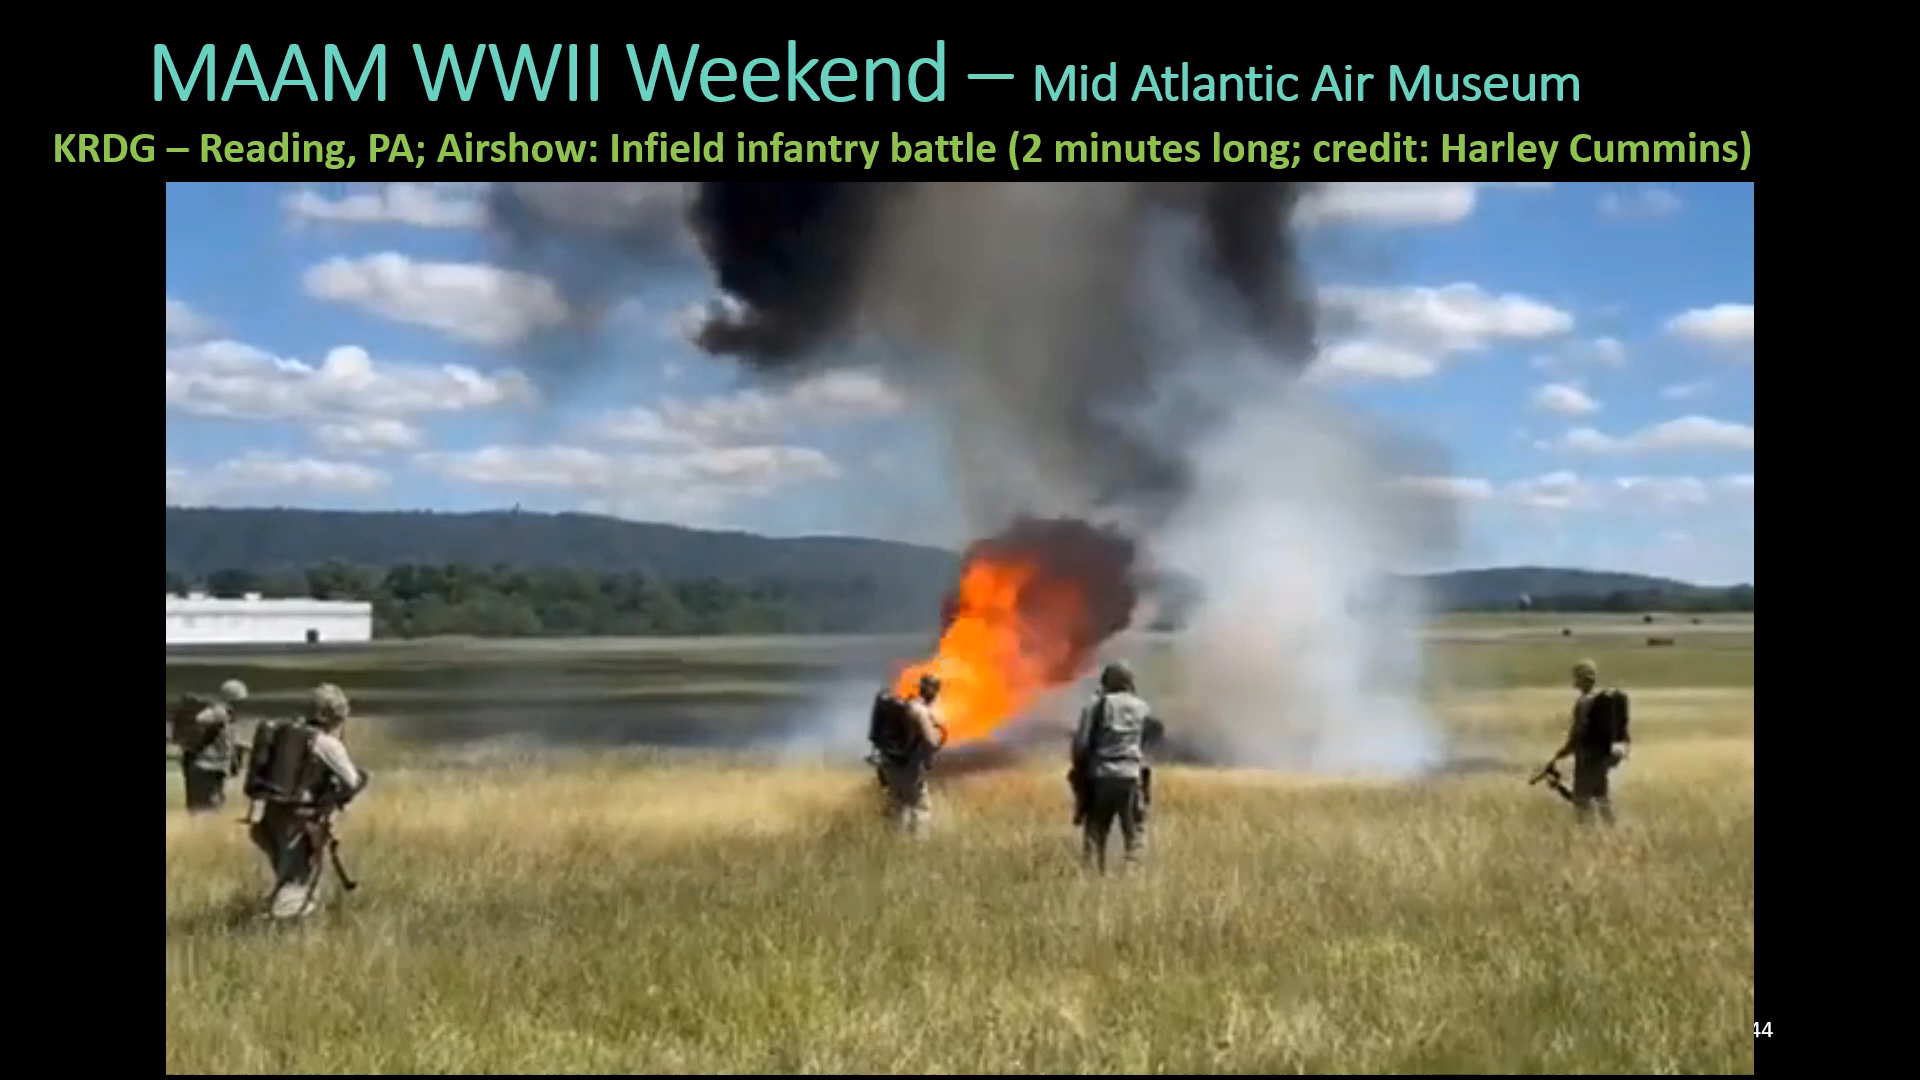 MAAM WWII Weekend – Mid Atlantic Air Museum
KRDG – Reading, PA; Airshow: Infield infantry battle (2 minutes long; credit: Harley Cummins)
44